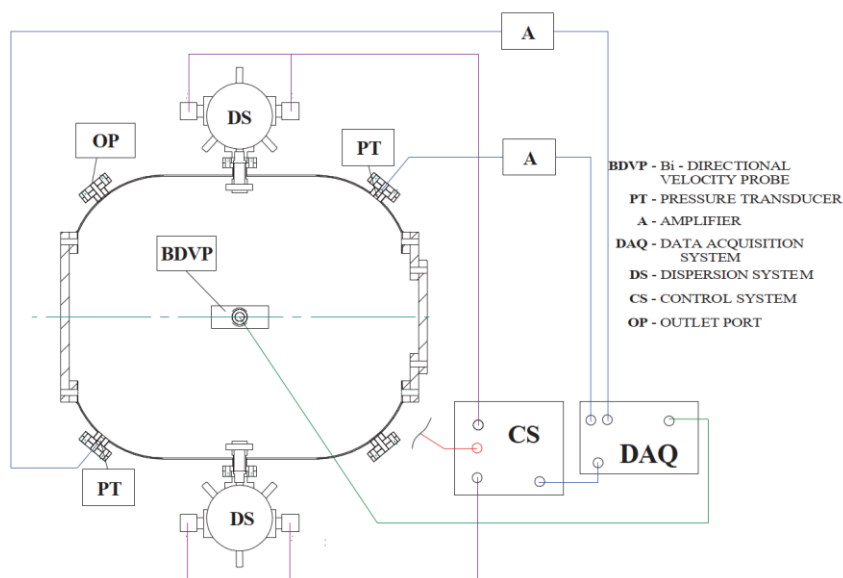 A
DS
OP
PT
A
BDVP
BDVP - Bi - DIRECTIONAL
VELOCITY PROBE
PT - PRESSURE TRANSDUCER
A - AMPLIFIER
DAQ - DATA ACQUISITION
SYSTEM
DS - DISPERSION SYSTEM
CS - CONTROL SYSTEM
OP - OUTLET PORT
CS
DAQ
PT
DS